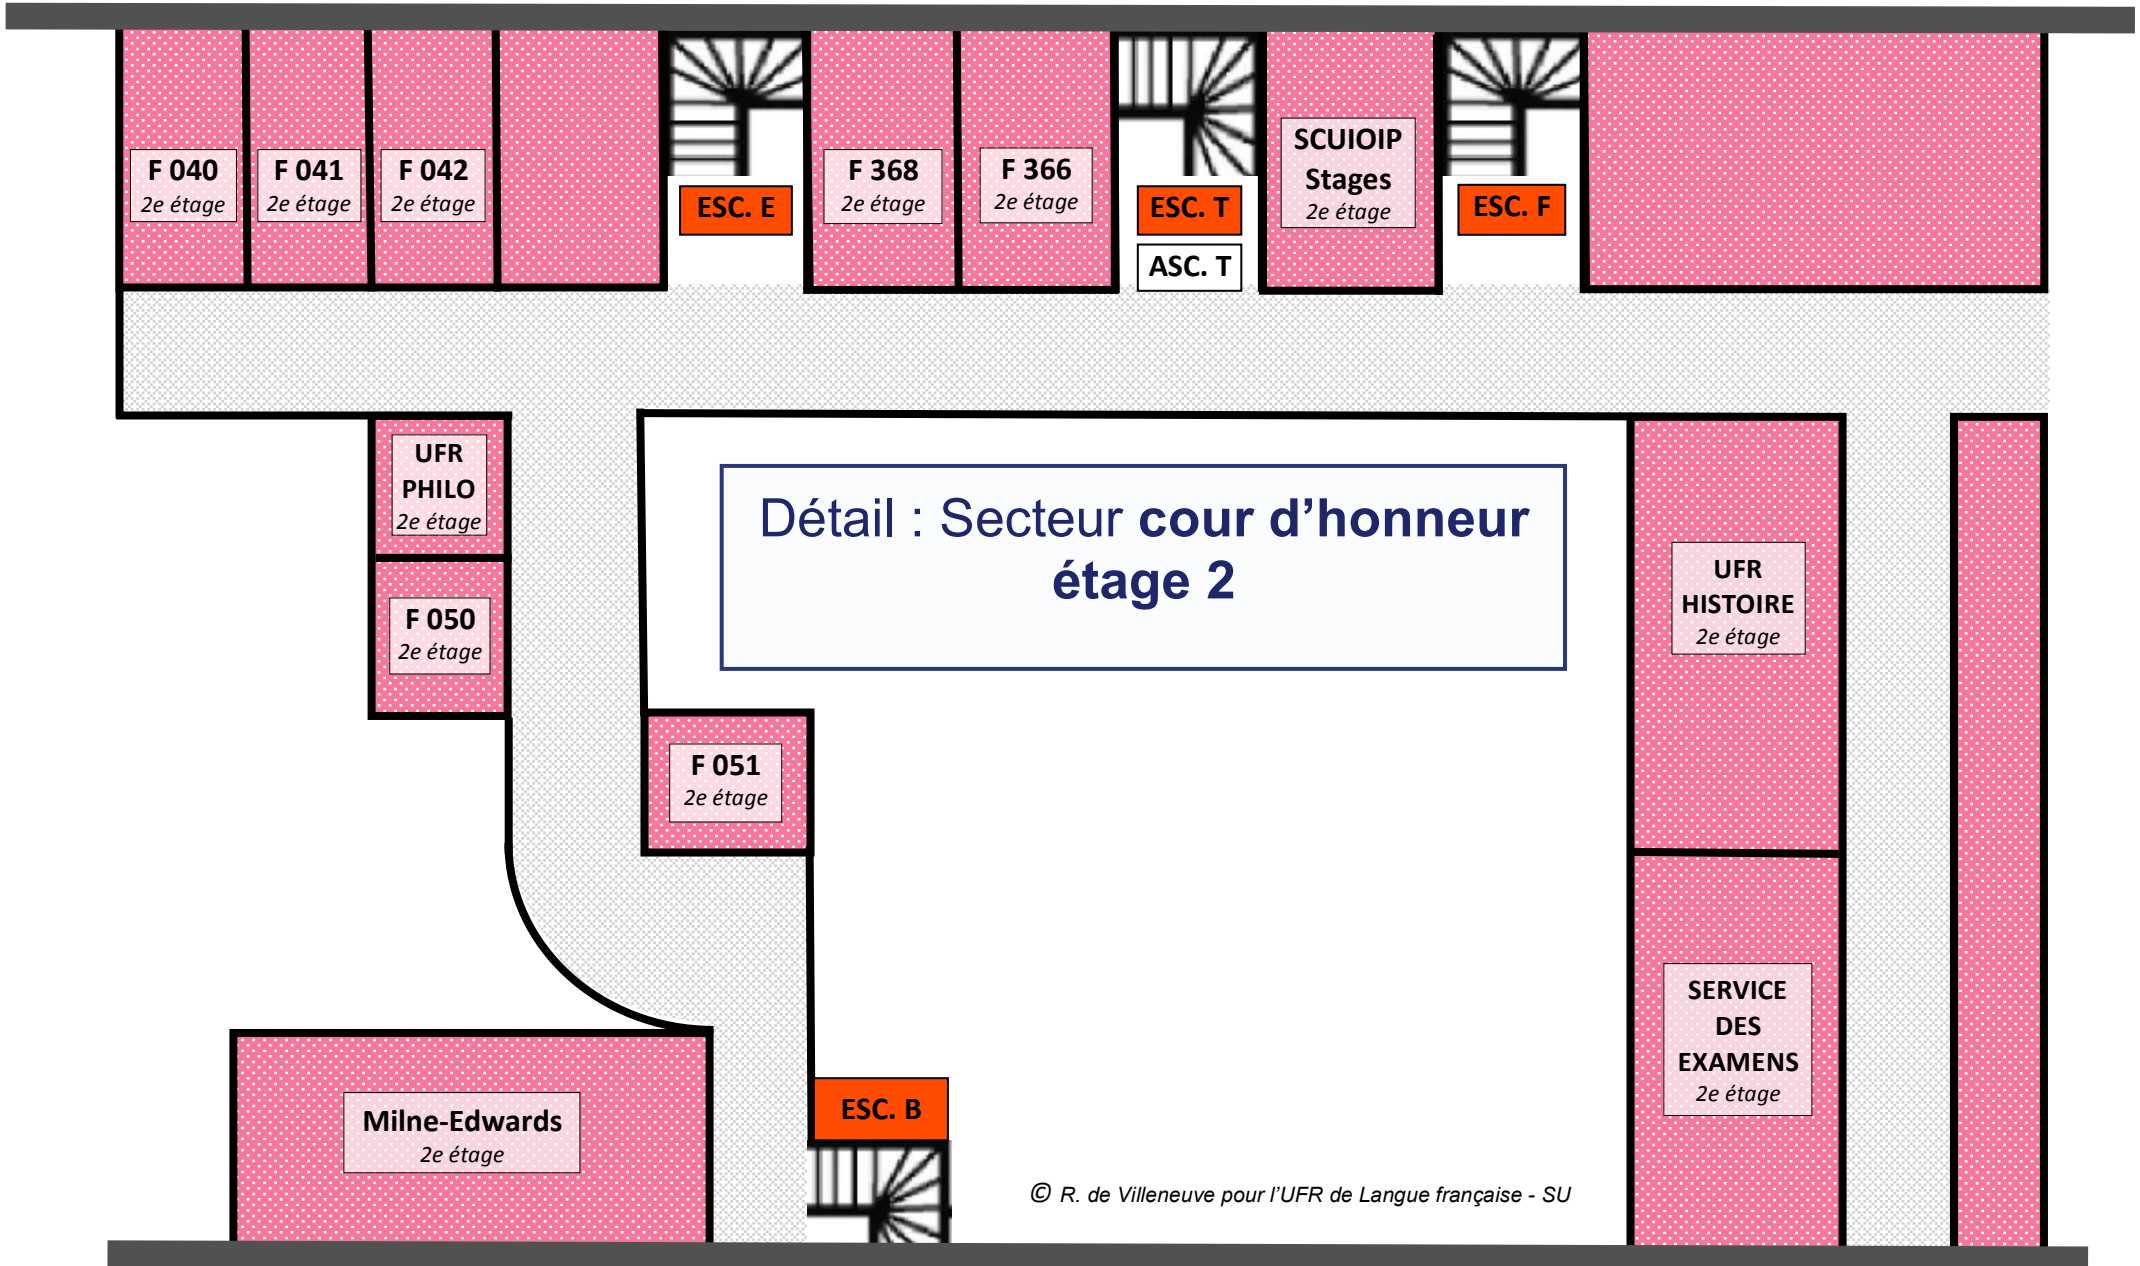 F 040
2e étage
F 041
2e étage
F 042
2e étage
ESC. E
F 368
2e étage
F 366
2e étage
ESC. T
ASC. T
SCUIOIP
Stages
2e étage
ESC. F
UFR
PHILO
2e étage
F 050
2e étage
Détail : Secteur cour d’honneur
étage 2
F 051
2e étage
UFR
HISTOIRE
2e étage
SERVICE
DES
EXAMENS
2e étage
Milne-Edwards
2e étage
ESC. B
© R. de Villeneuve pour l’UFR de Langue française - SU